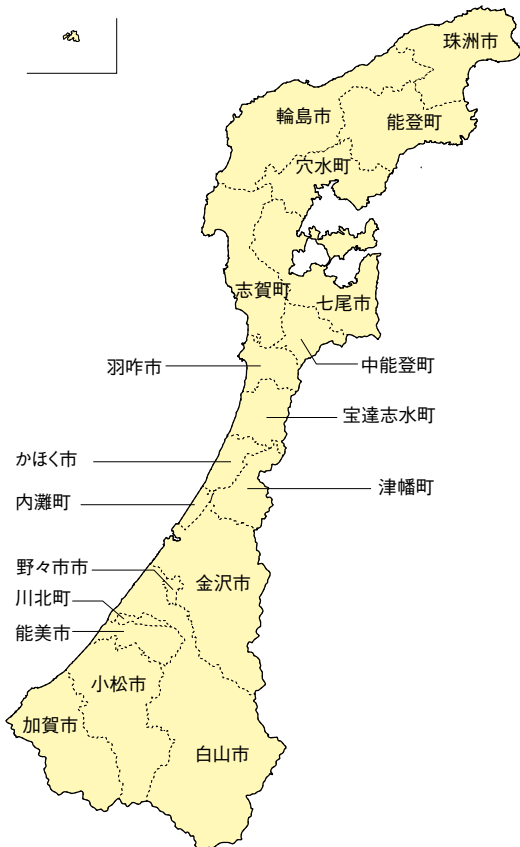 珠洲市
輪島市
能登町
穴水町
志賀町
七尾市
羽咋市
中能登町
宝達志水町
かほく市
津幡町
内灘町
野々市市
金沢市
川北町
能美市
小松市
加賀市
白山市